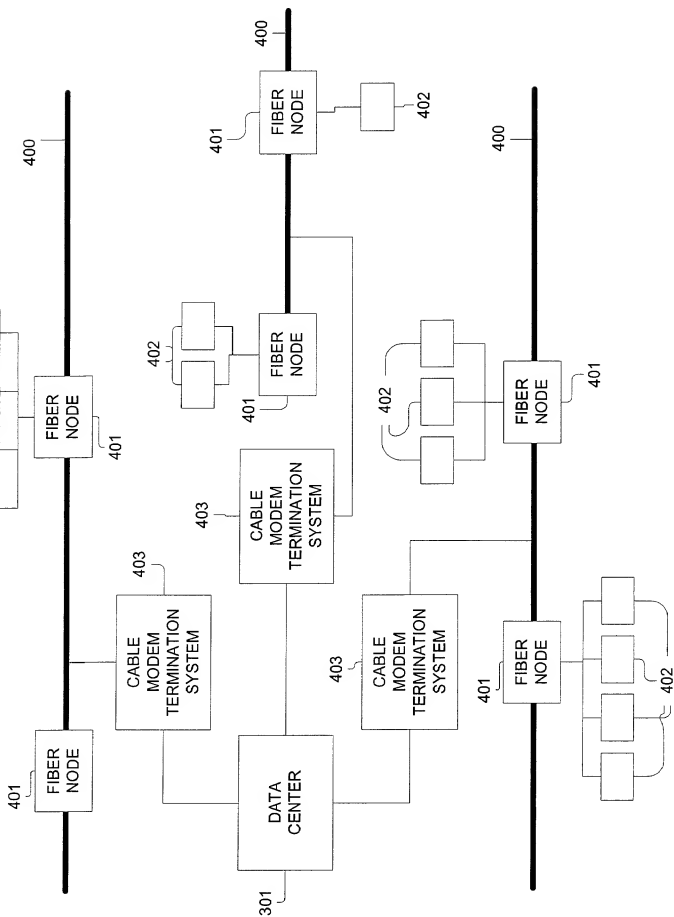 401
400
FIBER
NODE
FIBER
NODE
401
403
CABLE
MODEM
TERMINATION
SYSTEM
402
403
401
401
400
301
DATA
CENTER
CABLE
MODEM
TERMINATION
SYSTEM
FIBER
NODE
FIBER
NODE
403
402
CABLE
MODEM
TERMINATION
SYSTEM
402
401
400
FIBER
NODE
FIBER
NODE
401
402